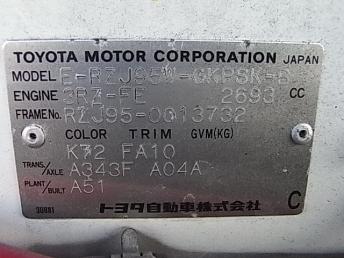 TOYOTA MOTOR CORPORATION JAPAN
MODEL E-RZJ95W-GKPSK-B
ENGINE 3RZ-FE 2693 CC
FRAME No. RZJ95-0013732
COLOR TRIM GVM(KG)
K72 FA10
TRANS./AXLE A343F A04A
PLANT/BUILT A51
C
30881 トヨタ自動車株式会社